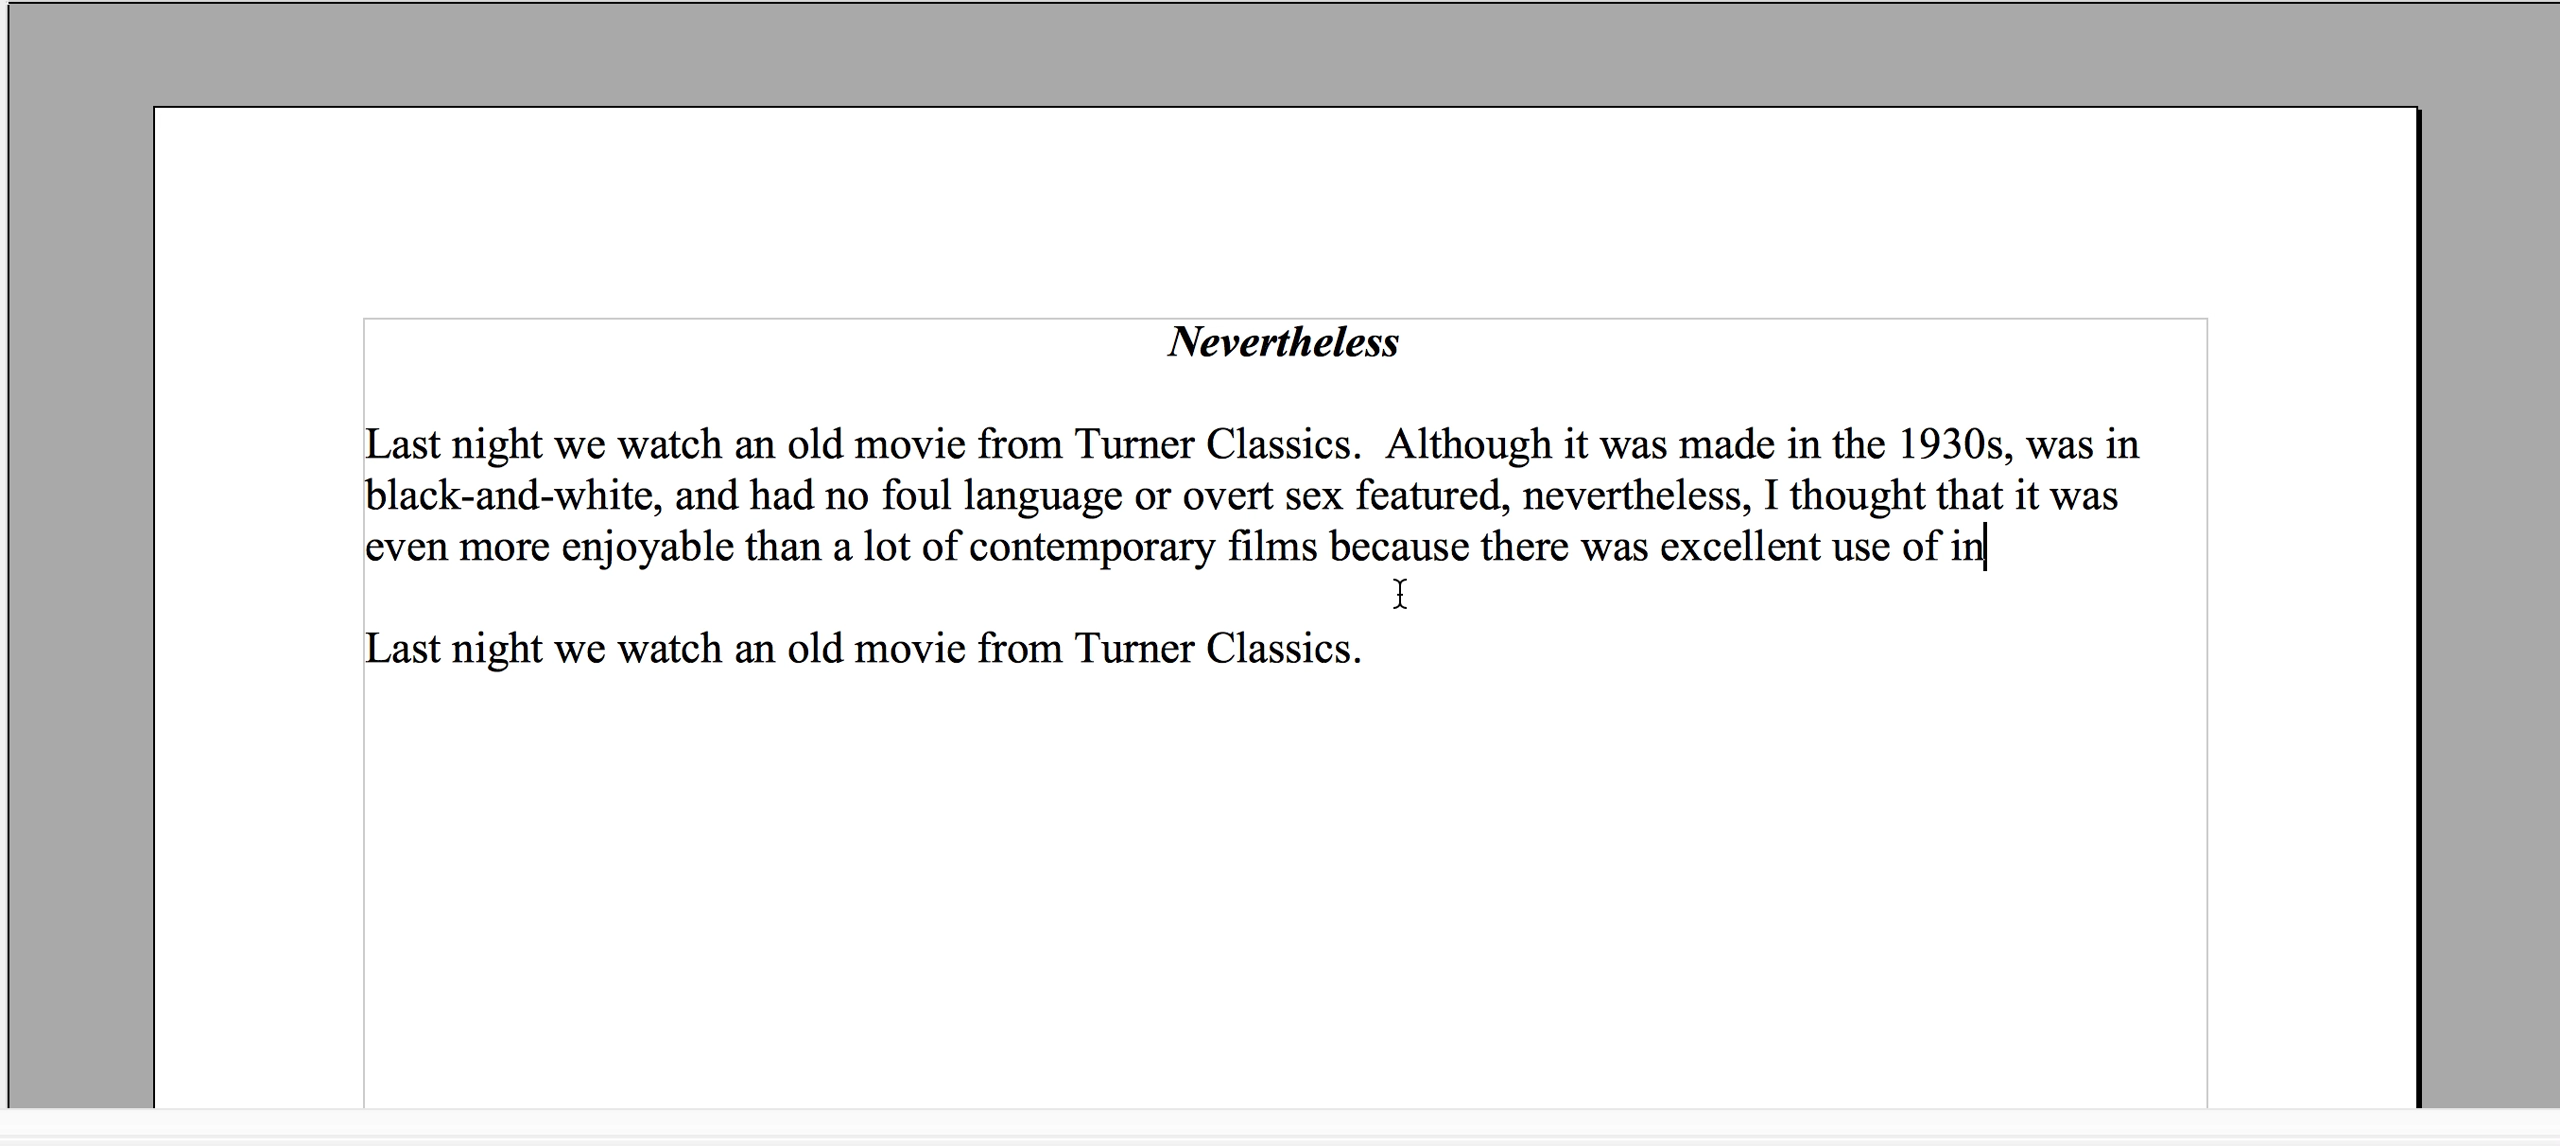 Nevertheless
Last night we watch an old movie from Turner Classics.  Although it was made in the 1930s, was in
black-and-white, and had no foul language or overt sex featured, nevertheless, I thought that it was
even more enjoyable than a lot of contemporary films because there was excellent use of in
Last night we watch an old movie from Turner Classics.